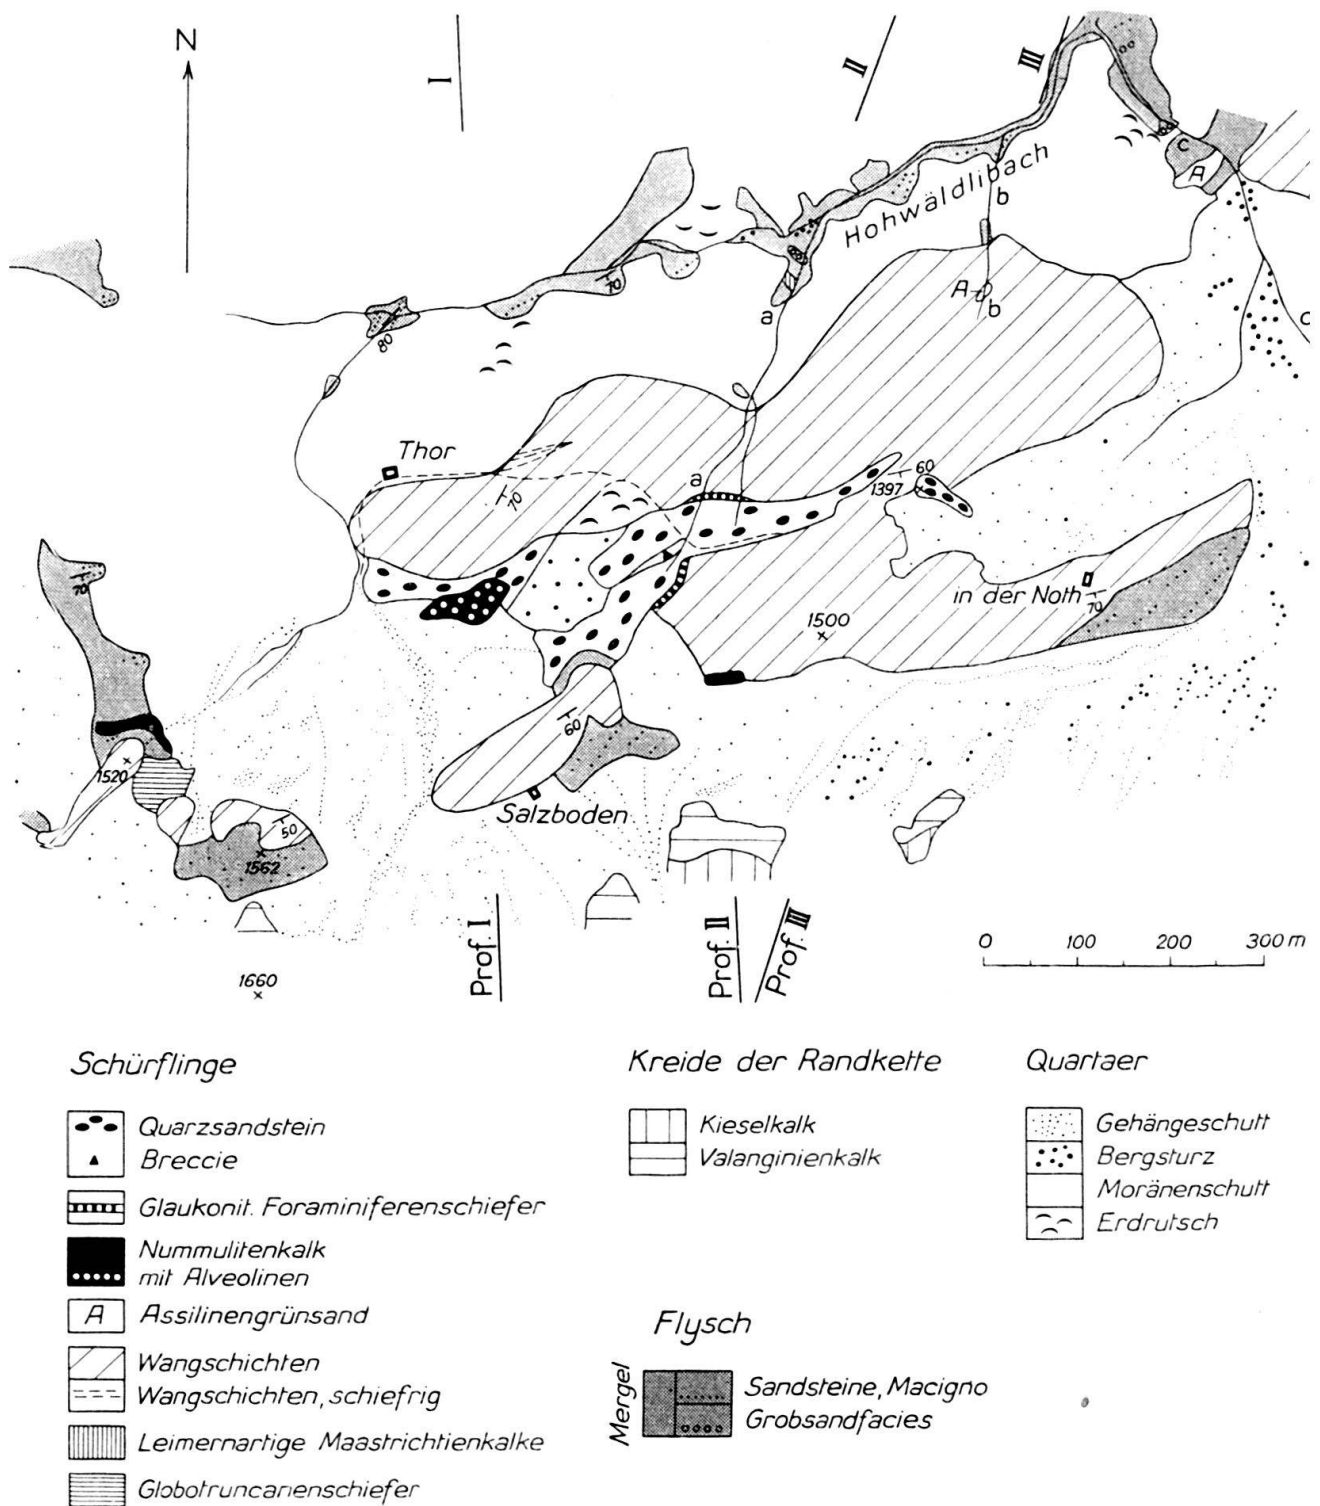 N
I
II
III
C
A
Hohwäldlibach
b
70
A
b
a
c
80
Thor
60
1397
a
70
70
in der Noth
70
1500
60
1520
Salzboden
50
1562
Prof. I
Prof. II
Prof. III
0 100 200 300 m
1660
Schürflinge
Quarzsandstein
Breccie
Glaukonit. Foraminiferenschiefer
Nummulitenkalk
mit Alveolinen
A Assilinengrünsand
Wangschichten
Wangschichten, schiefrig
Leimernartige Maastrichtienkalke
Globotruncanenschiefer
Kreide der Randkette
Kieselkalk
Valanginienkalk
Flysch
Mergel
Sandsteine, Macigno
Grobsandfacies
Quartaer
Gehängeschutt
Bergsturz
Moränenschutt
Erdrutsch